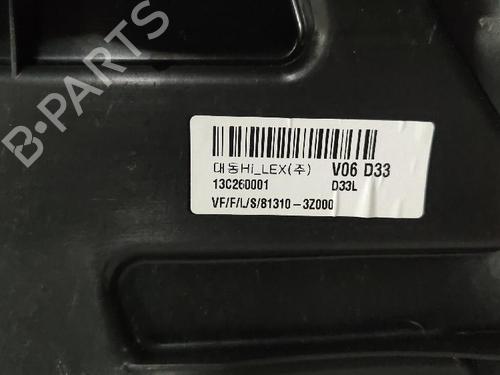 B-PARTS
대동Hi_LEX(주) V06 D33
13C260001 D33L
VF/F/L/S/81310-3Z000